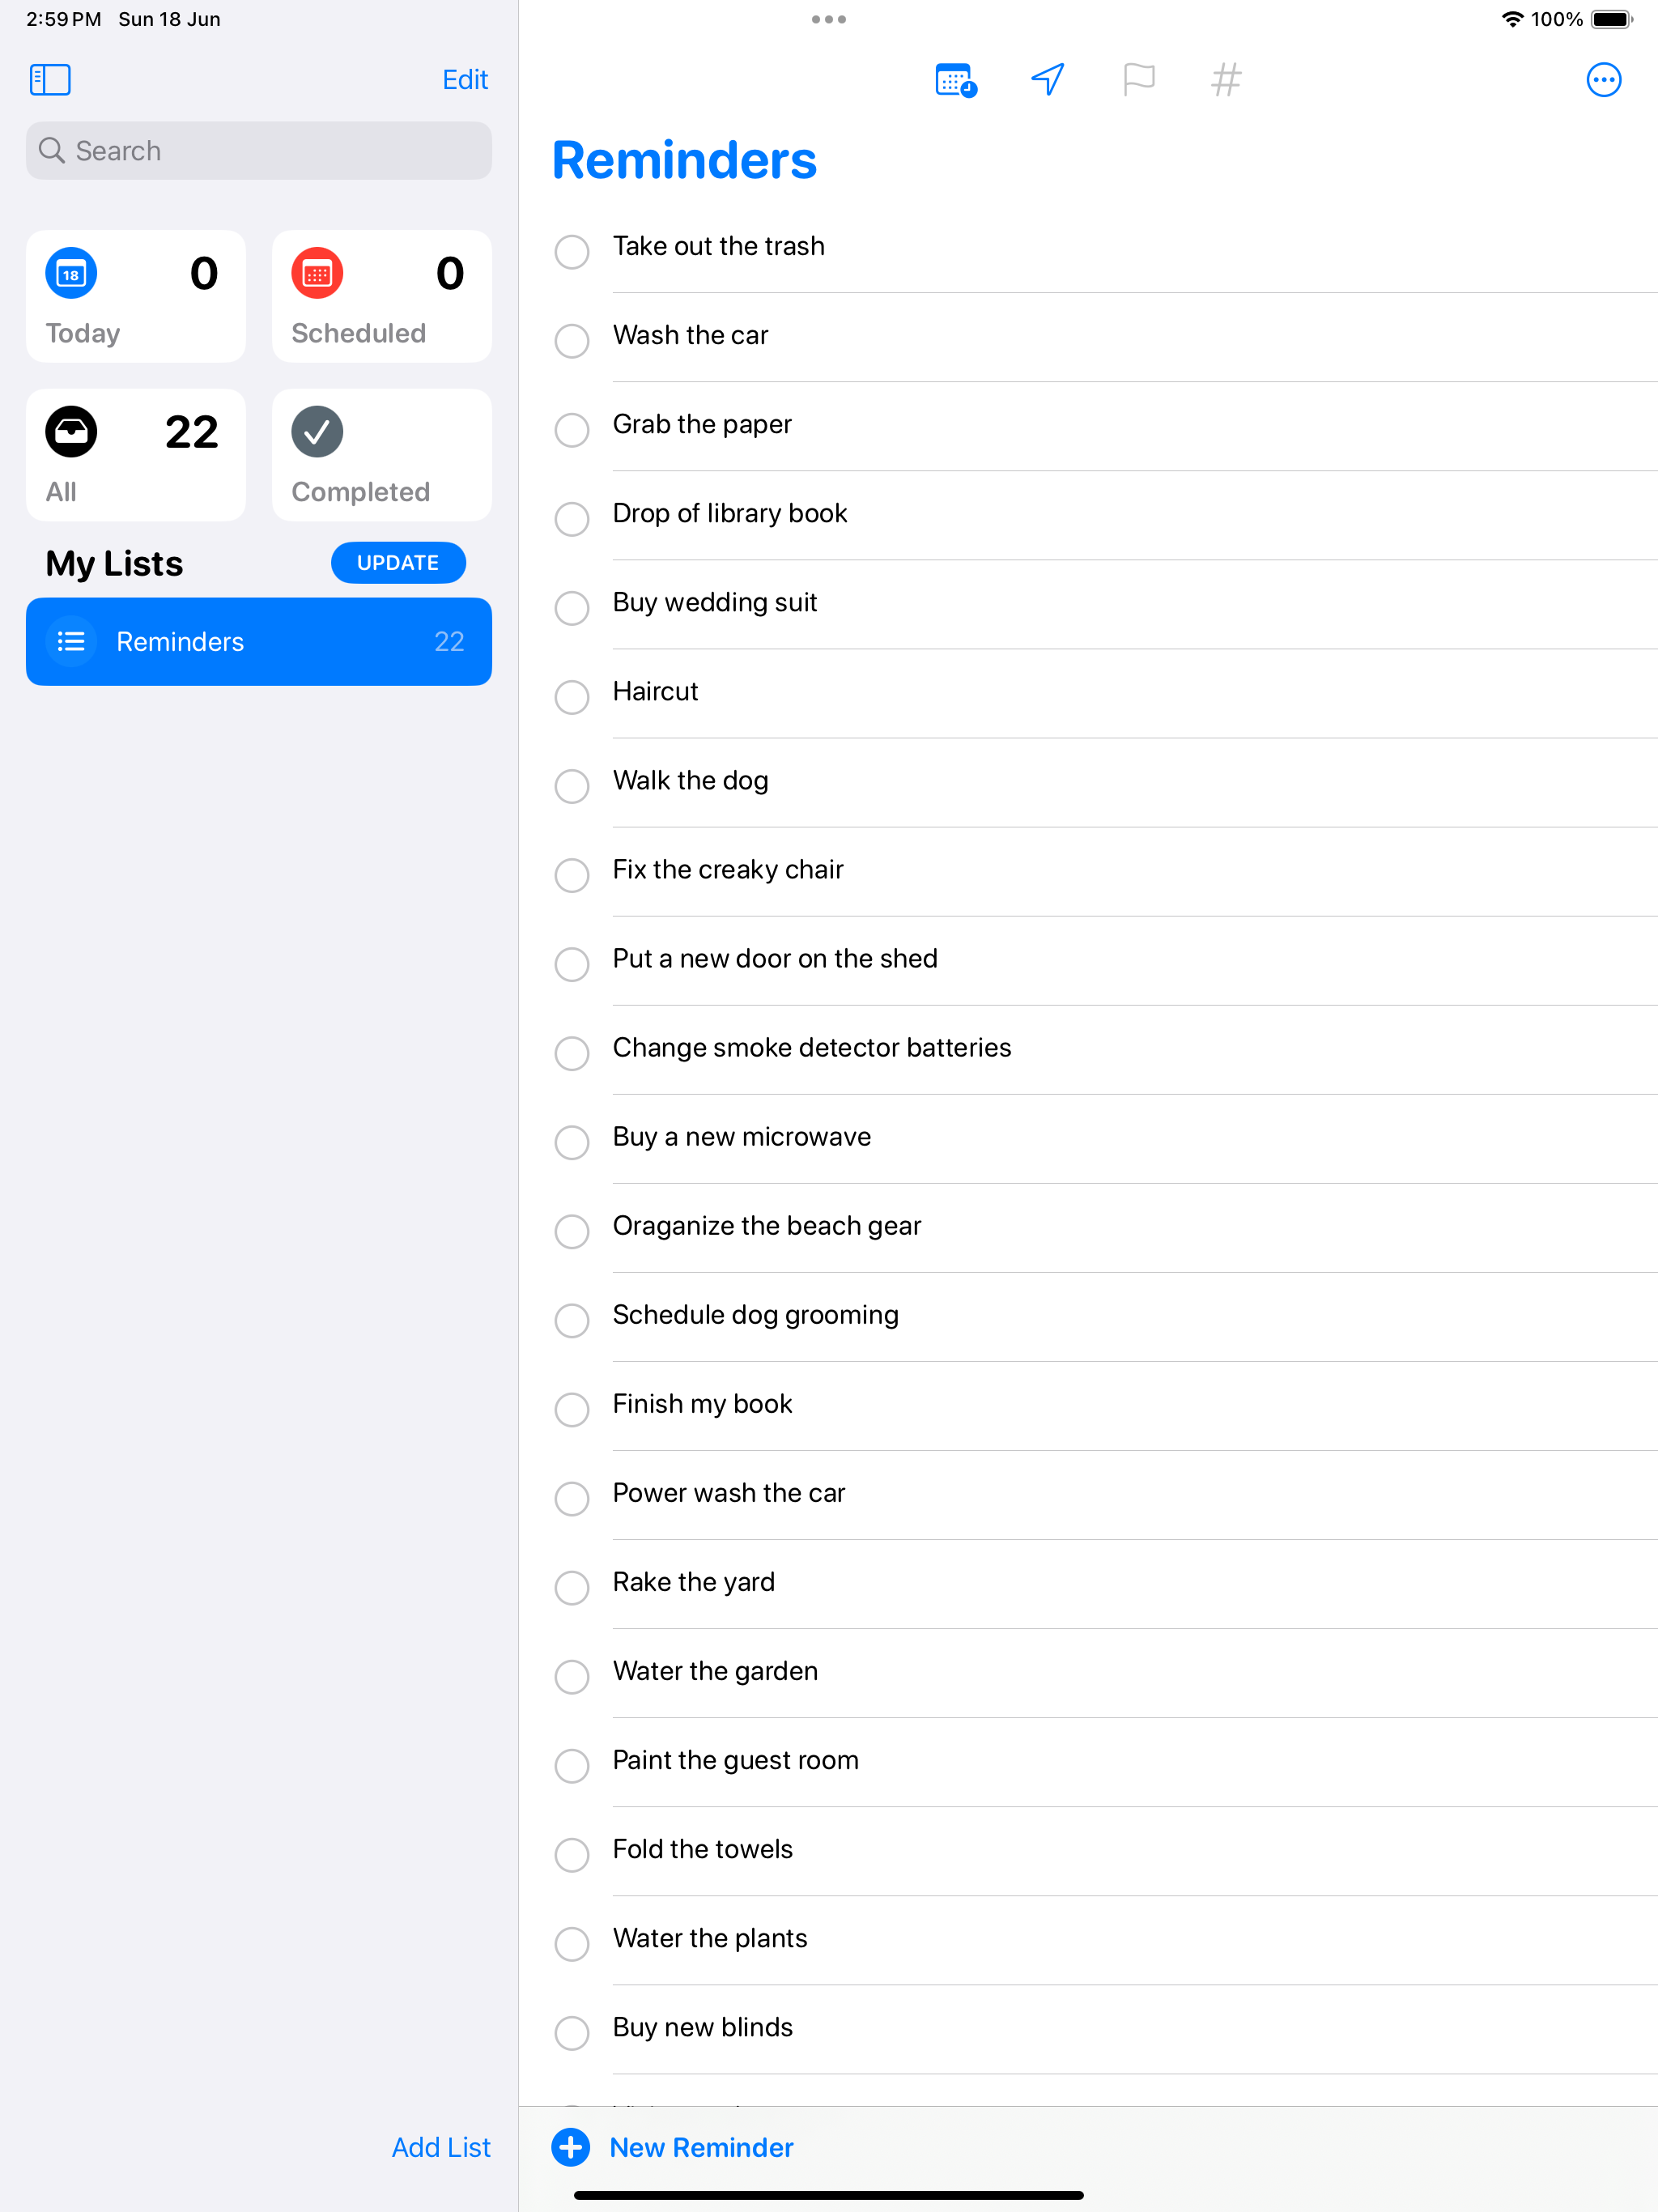 2:59 PM Sun 18 Jun
100%
Edit
Search
18
0
Today
0
Scheduled
22
All
Completed
My Lists
UPDATE
Reminders
22
Add List
#
Reminders
Take out the trash
Wash the car
Grab the paper
Drop of library book
Buy wedding suit
Haircut
Walk the dog
Fix the creaky chair
Put a new door on the shed
Change smoke detector batteries
Buy a new microwave
Oraganize the beach gear
Schedule dog grooming
Finish my book
Power wash the car
Rake the yard
Water the garden
Paint the guest room
Fold the towels
Water the plants
Buy new blinds
New Reminder